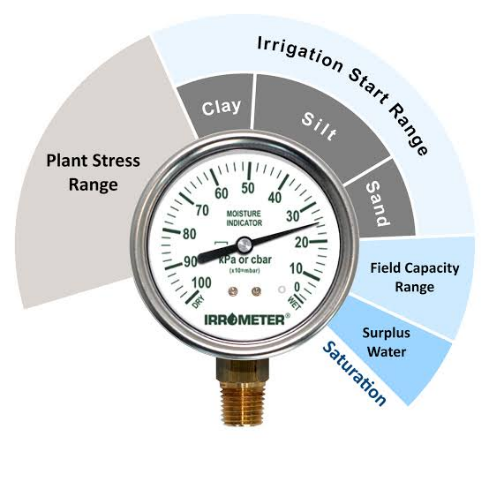 Irrigation Start Range
Clay
Silt
Sand
Plant Stress
Range
Field Capacity
Range
Surplus
Water
Saturation
MOISTURE
INDICATOR
0
10
20
30
40
50
60
70
80
90
100
kPa or cbar
(x10=mbar)
DRY
WET
IRROMETER®